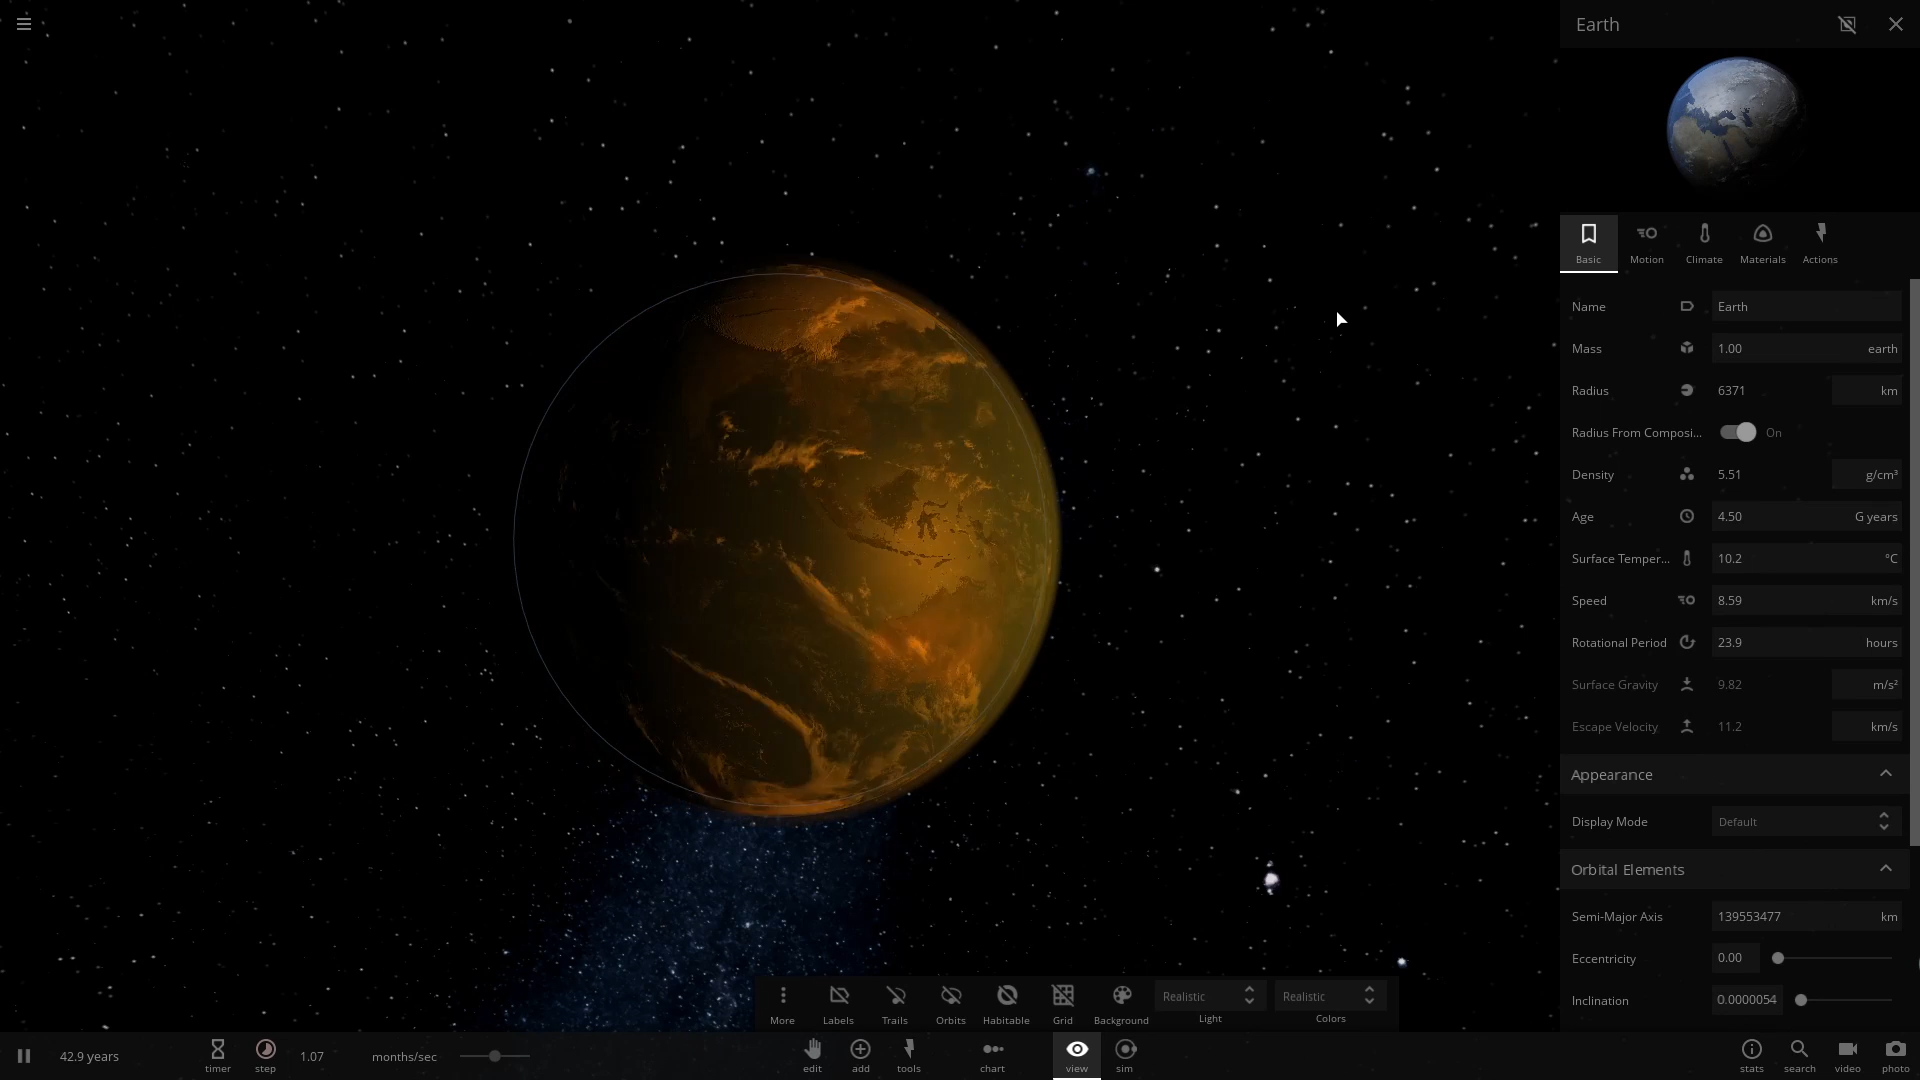 Earth
Basic Motion Climate Materials Actions
Name Earth
Mass 1.00 earth
Radius 6371 km
Radius From Composi... On
Density 5.51 g/cm³
Age 4.50 G years
Surface Temper... 10.2 °C
Speed 8.59 km/s
Rotational Period 23.9 hours
Surface Gravity 9.82 m/s²
Escape Velocity 11.2 km/s
Appearance
Display Mode Default
Orbital Elements
Semi-Major Axis 139553477 km
Eccentricity 0.00
Inclination 0.0000054
Realistic Realistic
More Labels Trails Orbits Habitable Grid Background Light Colors
42.9 years timer step 1.07 months/sec edit add tools chart view sim stats search video photo